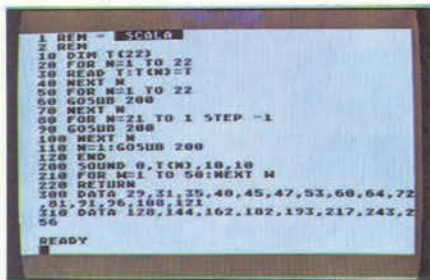 1 REM - SCALA
2 REM
10 DIM T(22)
20 FOR N=1 TO 22
30 READ T:T(N)=T
40 NEXT N
50 FOR N=1 TO 22
60 GOSUB 200
70 NEXT N
80 FOR N=21 TO 1 STEP -1
90 GOSUB 200
100 NEXT N
110 N=1:GOSUB 200
120 END
200 SOUND 0,T(N),10,10
210 FOR W=1 TO 50:NEXT W
220 RETURN
300 DATA 29,31,35,40,45,47,53,60,64,72
,81,91,96,108,121
310 DATA 128,144,162,182,193,217,243,2
56
READY